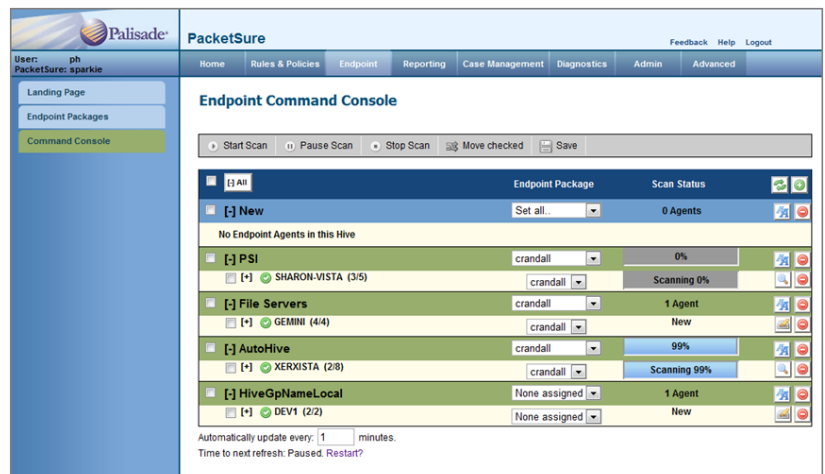 Palisade
PacketSure
Feedback Help Logout
User: ph
PacketSure: sparkie
Home Rules & Policies Endpoint Reporting Case Management Diagnostics Admin Advanced
Landing Page
Endpoint Packages
Command Console
Endpoint Command Console
Start Scan Pause Scan Stop Scan Move checked Save
[-] All Endpoint Package Scan Status
[-] New Set all.. 0 Agents
No Endpoint Agents in this Hive
[-] PSI crandall 0%
[+] SHARON-VISTA (3/5) crandall Scanning 0%
[-] File Servers crandall 1 Agent
[+] GEMINI (4/4) crandall New
[-] AutoHive crandall 99%
[+] XERXISTA (2/8) crandall Scanning 99%
[-] HiveGpNameLocal None assigned 1 Agent
[+] DEV1 (2/2) None assigned New
Automatically update every: 1 minutes.
Time to next refresh: Paused. Restart?